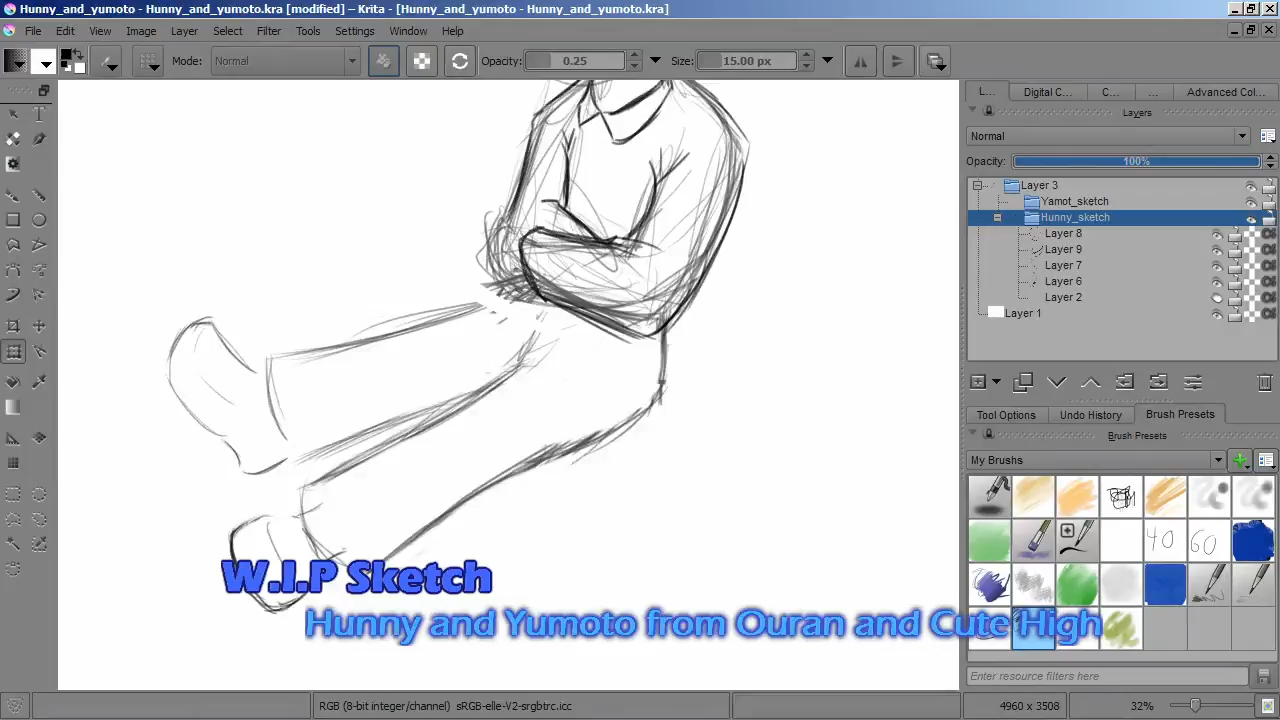 Hunny_and_yumoto - Hunny_and_yumoto.kra [modified] – Krita - [Hunny_and_yumoto - Hunny_and_yumoto.kra]
File Edit View Image Layer Select Filter Tools Settings Window Help
Mode: Normal Opacity: 0.25 Size: 15.00 px
L... Digital C... C... ... Advanced Col...
Layers
Normal
Opacity: 100%
Layer 3
Yamot_sketch
Hunny_sketch
Layer 8
Layer 9
Layer 7
Layer 6
Layer 2
Layer 1
Tool Options Undo History Brush Presets
Brush Presets
My Brushes
40 60
W.I.P Sketch
Hunny and Yumoto from Ouran and Cute High
Enter resource filters here
RGB (8-bit integer/channel) sRGB-elle-V2-srgbtrc.icc
4960 x 3508 32%